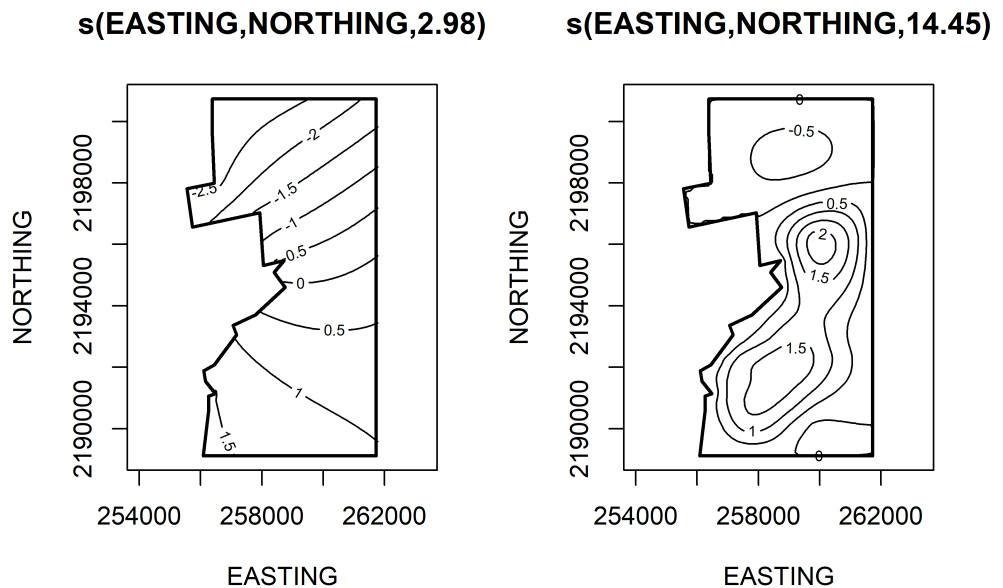 s(EASTING,NORTHING,2.98)
-2
-2.5
-1.5
-1
-0.5
0
0.5
1
1.5
2198000
2194000
2190000
NORTHING
254000 258000 262000
EASTING
s(EASTING,NORTHING,14.45)
0
-0.5
0.5
2
1.5
1.5
1
0
2198000
2194000
2190000
NORTHING
254000 258000 262000
EASTING